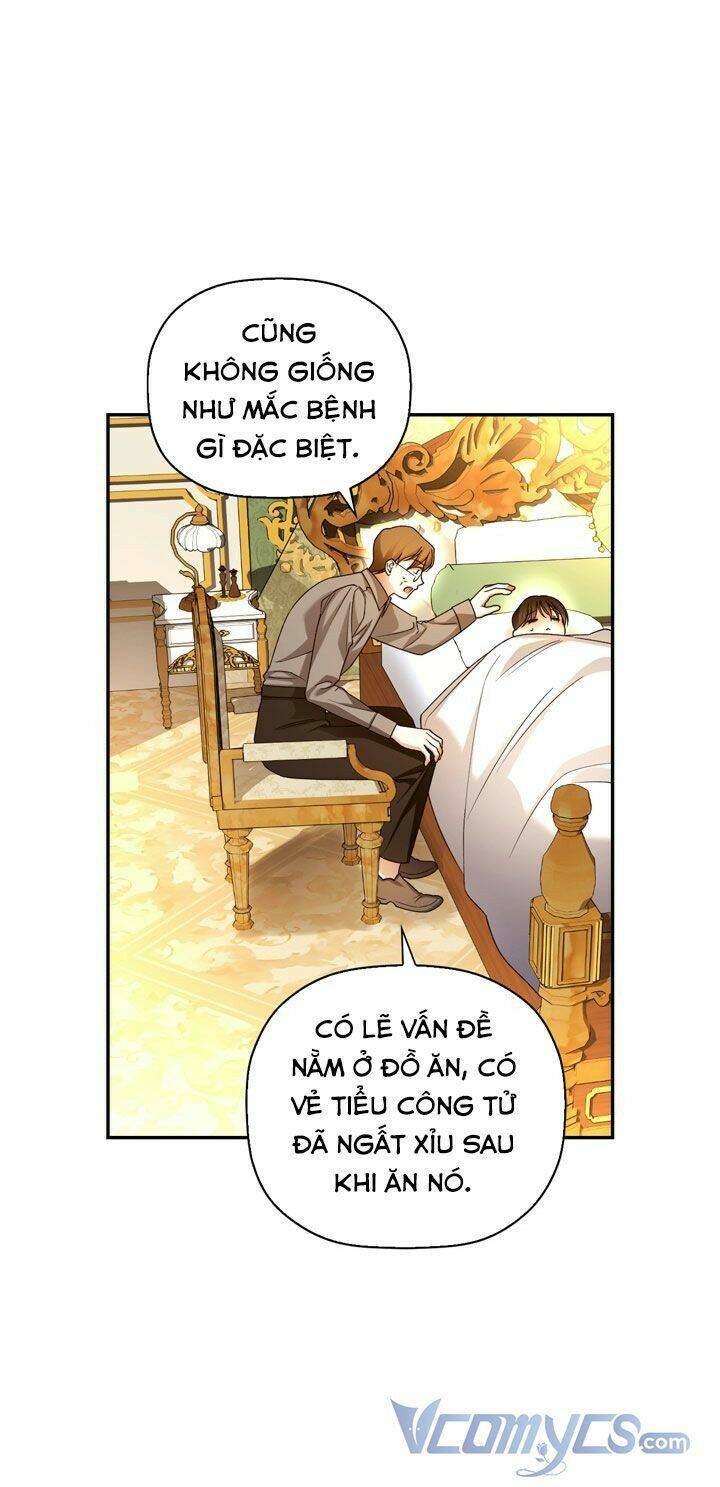 CŨNG
KHÔNG GIỐNG
NHƯ MẮC BỆNH
GÌ ĐẶC BIỆT.
CÓ LẼ VẤN ĐỀ
NẰM Ở ĐỒ ĂN, CÓ
VẺ TIỂU CÔNG TỬ
ĐÃ NGẤT XỈU SAU
KHI ĂN NÓ.
VCOMYCS.com